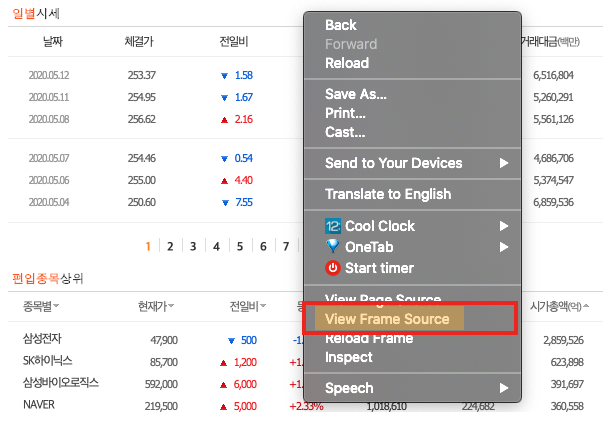 일별시세
날짜 체결가 전일비 거래대금(백만)
2020.05.12 253.37 ▼ 1.58 6,516,804
2020.05.11 254.95 ▼ 1.67 5,260,291
2020.05.08 256.62 ▲ 2.16 5,561,126
2020.05.07 254.46 ▼ 0.54 4,686,706
2020.05.06 255.00 ▲ 4.40 5,374,547
2020.05.04 250.60 ▼ 7.55 6,859,536
1 2 3 4 5 6 7
편입종목상위
종목별 현재가 전일비 시가총액(억)
삼성전자 47,900 ▼ 500 -1. 2,859,526
SK하이닉스 85,700 ▲ 1,200 +1. 623,898
삼성바이오로직스 592,000 ▲ 6,000 +1. 391,697
NAVER 219,500 ▲ 5,000 +2.33% 1,018,610 224,682 360,558
Back
Forward
Reload
Save As...
Print...
Cast...
Send to Your Devices
Translate to English
Cool Clock
OneTab
Start timer
View Page Source
View Frame Source
Reload Frame
Inspect
Speech